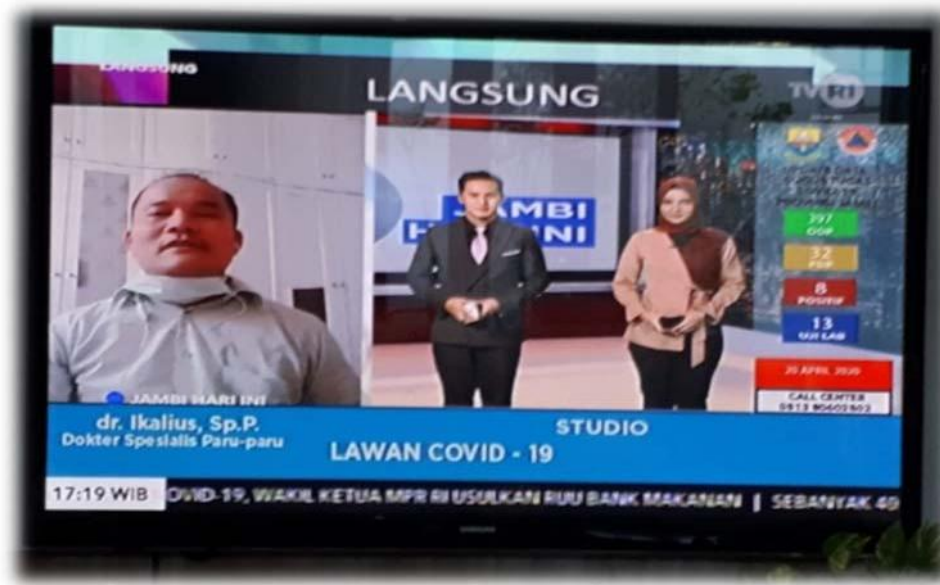 LANGSUNG
LANGSUNG
TVRI
JAMBI
HARI INI
397
ODP
32
PDP
8
POSITIF
13
UJI LAB
20 APRIL 2020
CALL CENTER
JAMBI HARI INI
dr. Ikalius, Sp.P.
Dokter Spesialis Paru-paru
STUDIO
LAWAN COVID - 19
17:19 WIB
OVID-19, WAKIL KETUA MPR RI USULKAN RUU BANK MAKANAN | SEBANYAK 49
SAMSUNG